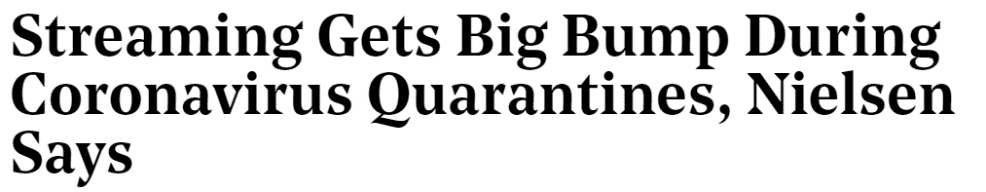 Streaming Gets Big Bump During
Coronavirus Quarantines, Nielsen
Says